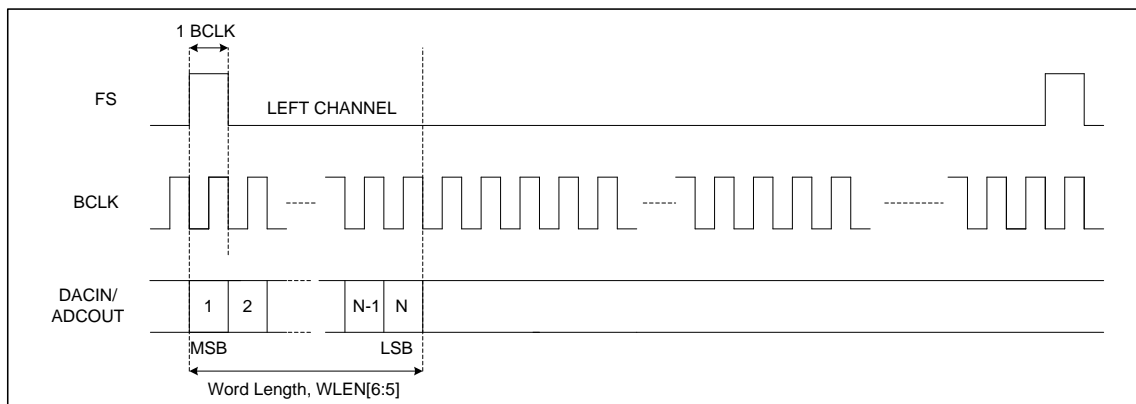 1 BCLK
FS
LEFT CHANNEL
BCLK
DACIN/
ADCOUT
1
2
N-1
N
MSB
LSB
Word Length, WLEN[6:5]